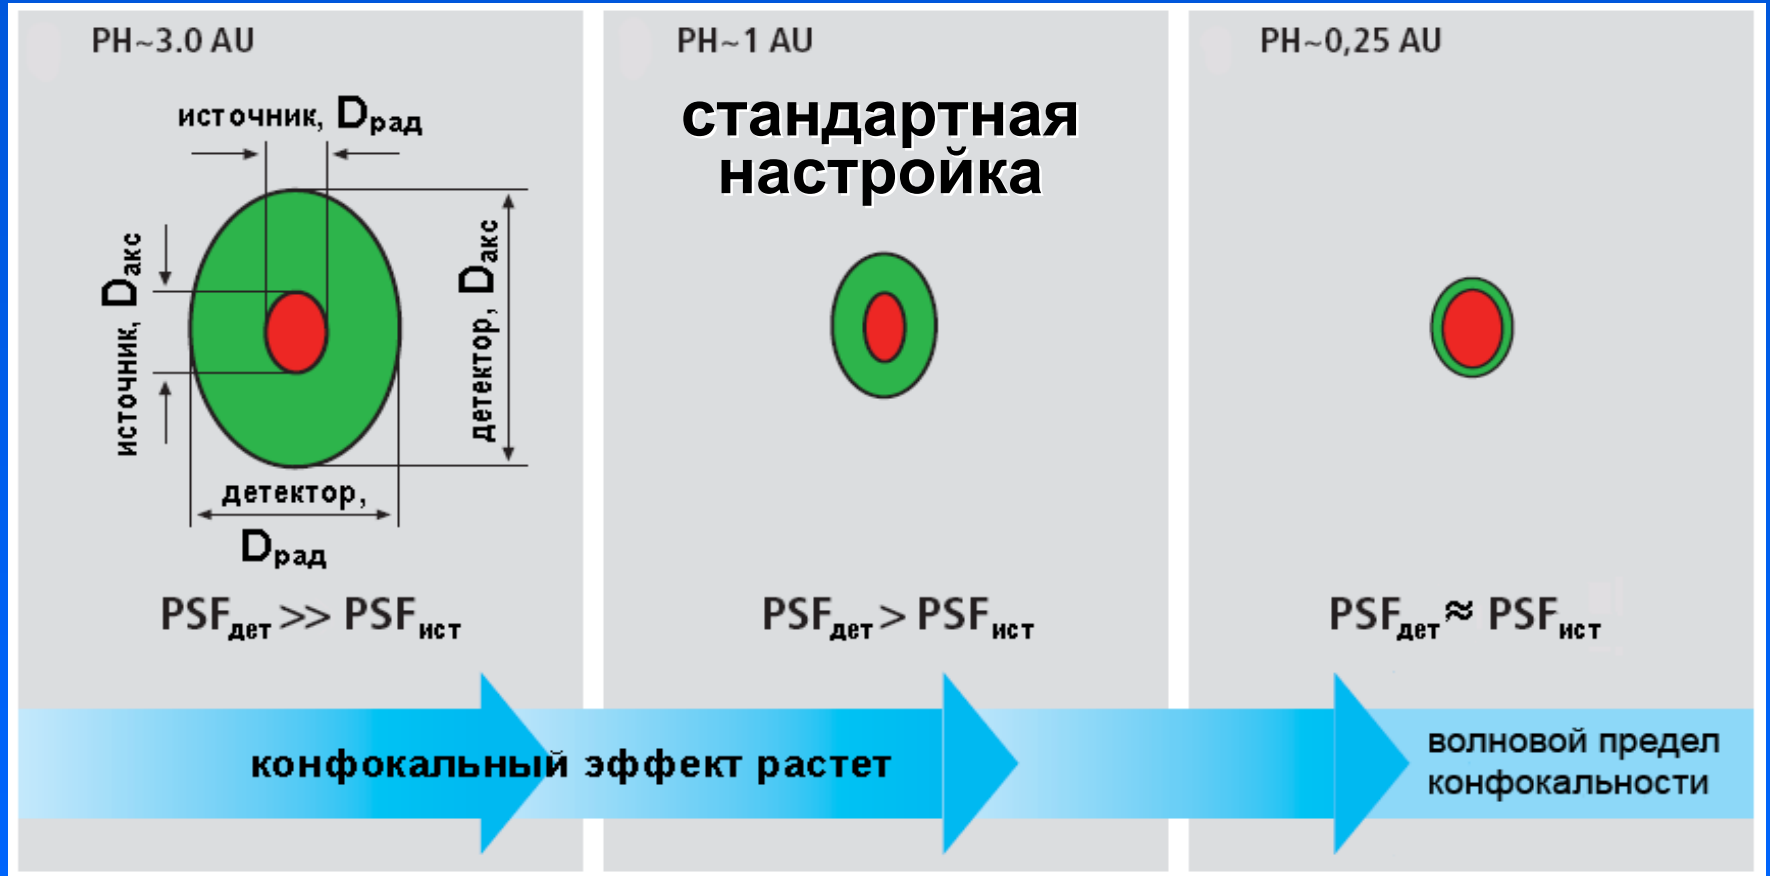 PH~3.0 AU
источник, Dрад
источник, Dакс
детектор, Dакс
детектор,
Dрад
PSFдет >> PSFист
PH~1 AU
стандартная
настройка
PSFдет > PSFист
PH~0,25 AU
PSFдет ≈ PSFист
конфокальный эффект растет
волновой предел
конфокальности